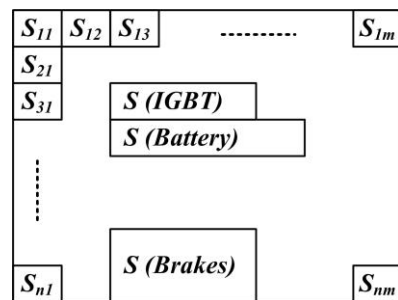 S11 S12 S13 S1m
S21
S31
S (IGBT)
S (Battery)
S (Brakes)
Sn1 Snm